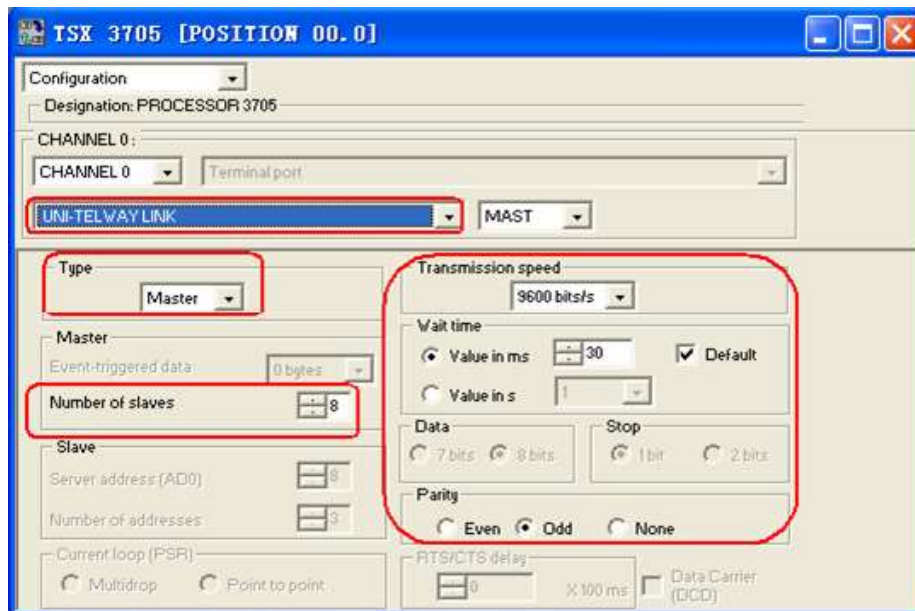 TSX 3705 [POSITION 00.0]
Configuration
Designation: PROCESSOR 3705
CHANNEL 0 :
CHANNEL 0
Terminal port
UNI-TELWAY LINK
MAST
Type
Master
Master
Event-triggered data
0 bytes
Number of slaves
8
Slave
Server address (AD0)
8
Number of addresses
3
Current loop (PSR)
Multidrop
Point to point
Transmission speed
9600 bits/s
Wait time
Value in ms
30
Default
Value in s
1
Data
7 bits
8 bits
Stop
1 bit
2 bits
Parity
Even
Odd
None
RTS/CTS delay
0
X 100 ms
Data Carrier
(DCD)